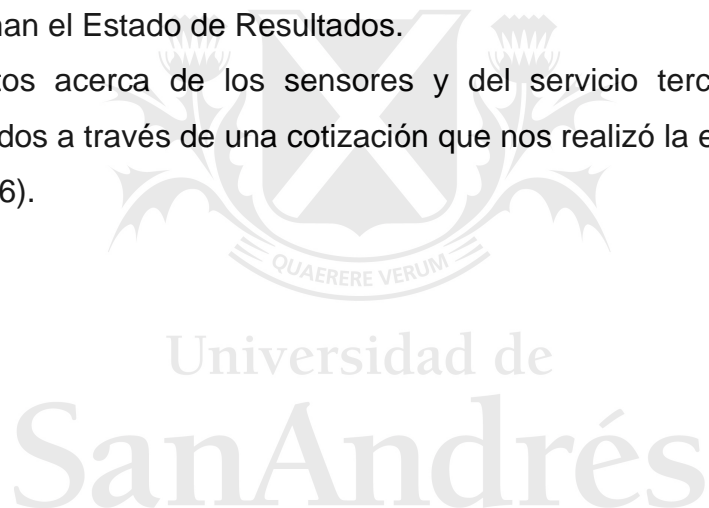 nan el Estado de Resultados.
tos acerca de los sensores y del servicio terc
dos a través de una cotización que nos realizó la e
6).
QUAERERE VERUM
Universidad de
SanAndrés